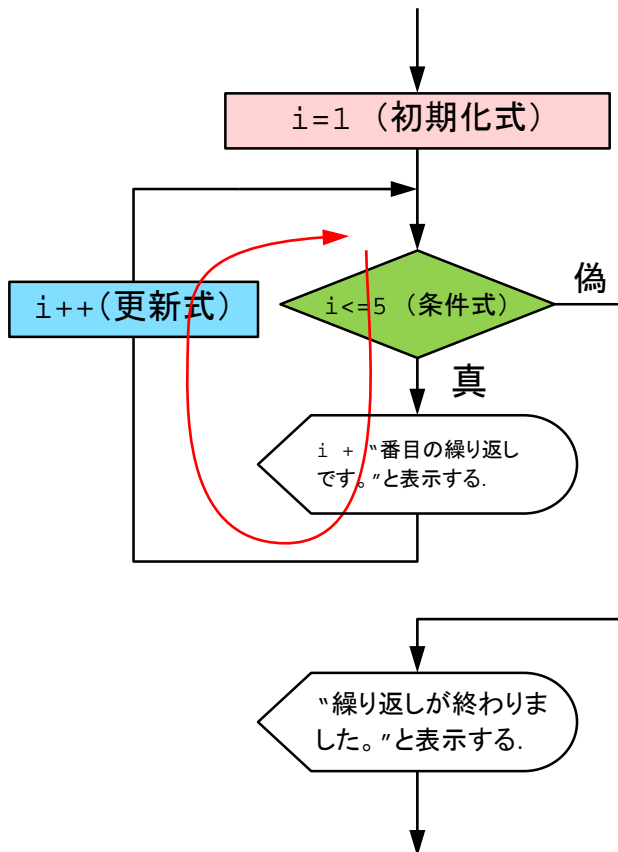 i=1 (初期化式)
i++(更新式)
i<=5 (条件式)
偽
真
i + “番目の繰り返し
です。”と表示する.
“繰り返しが終わりま
した。”と表示する.